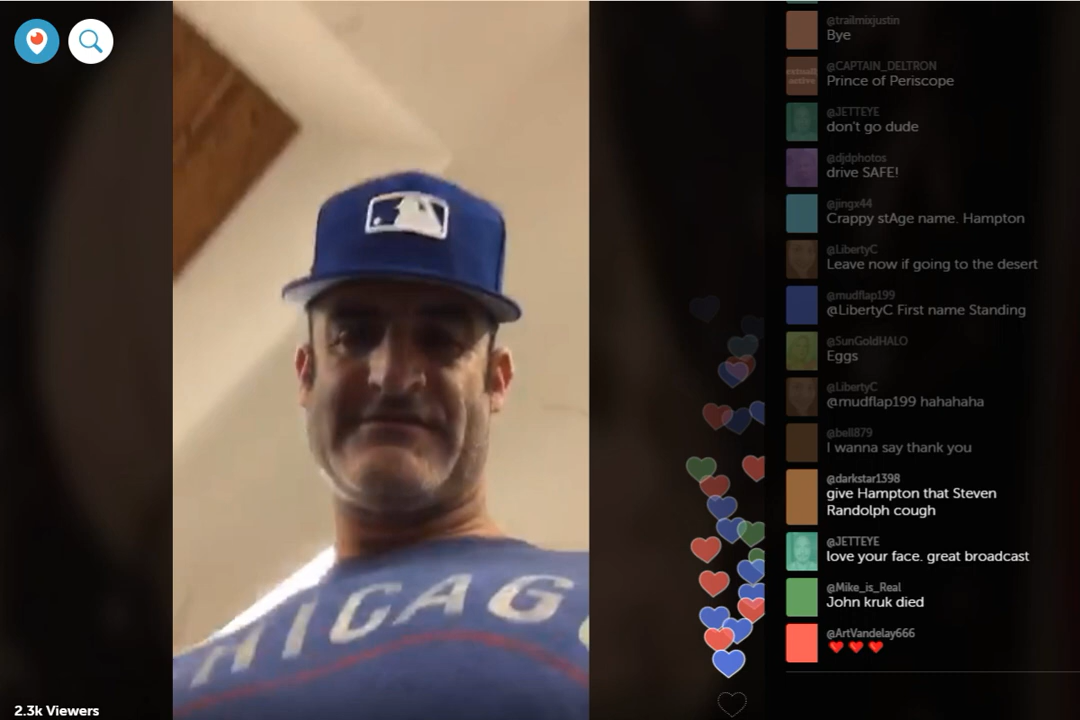 @trailmixjustin
Bye
@CAPTAIN_DELTRON
Prince of Periscope
@JETTEYE
don't go dude
@djdphotos
drive SAFE!
@jingx44
Crappy stAge name. Hampton
@LibertyC
Leave now if going to the desert
@mudflap199
@LibertyC First name Standing
@SunGoldHALO
Eggs
@LibertyC
@mudflap199 hahahaha
@bell879
I wanna say thank you
@darkstar1398
give Hampton that Steven
Randolph cough
@JETTEYE
love your face. great broadcast
@Mike_is_Real
John kruk died
@ArtVandelay666
HICAG
2.3k Viewers